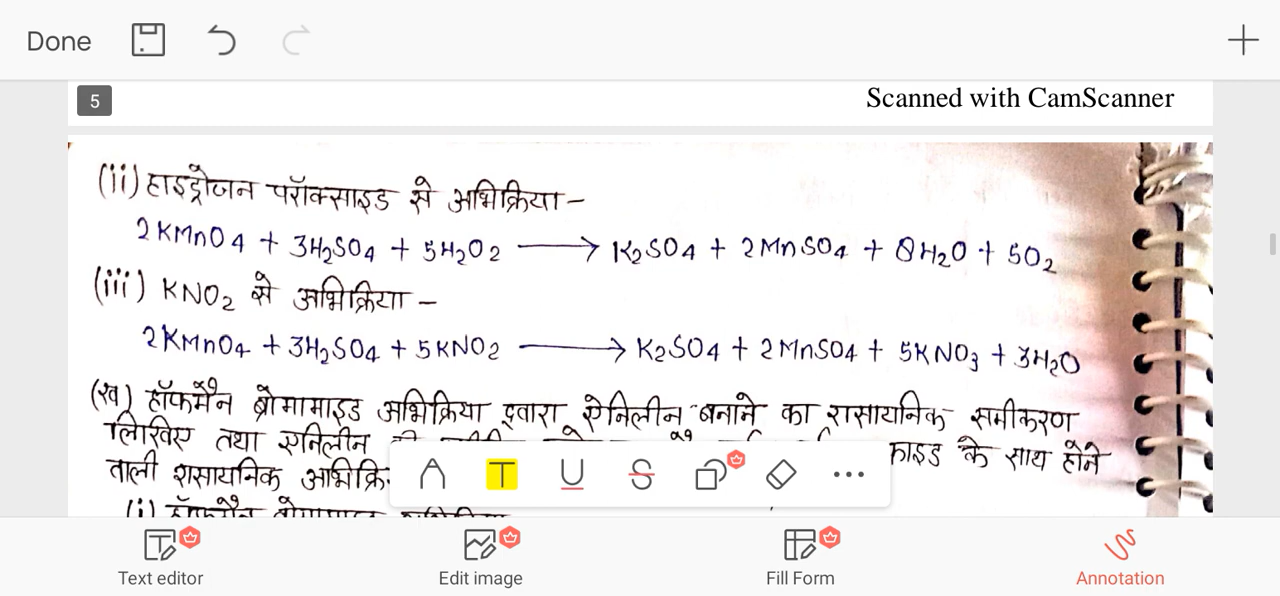 Done
5
Scanned with CamScanner
(ii) हाइड्रोजन परॉक्साइड से अभिक्रिया-
2KMnO4 + 3H2SO4 + 5H2O2 ⟶ K2SO4 + 2MnSO4 + 8H2O + 5O2
(iii) KNO2 से अभिक्रिया-
2KMnO4 + 3H2SO4 + 5KNO2 ⟶ K2SO4 + 2MnSO4 + 5KNO3 + 3H2O
(ख) हॉफमैन ब्रोमामाइड अभिक्रिया द्वारा ऐनिलीन बनाने का रासायनिक समीकरण
लिखिए तथा एनिलीन के साथ होने
वाली रासायनिक
(i)
Text editor
Edit image
Fill Form
Annotation